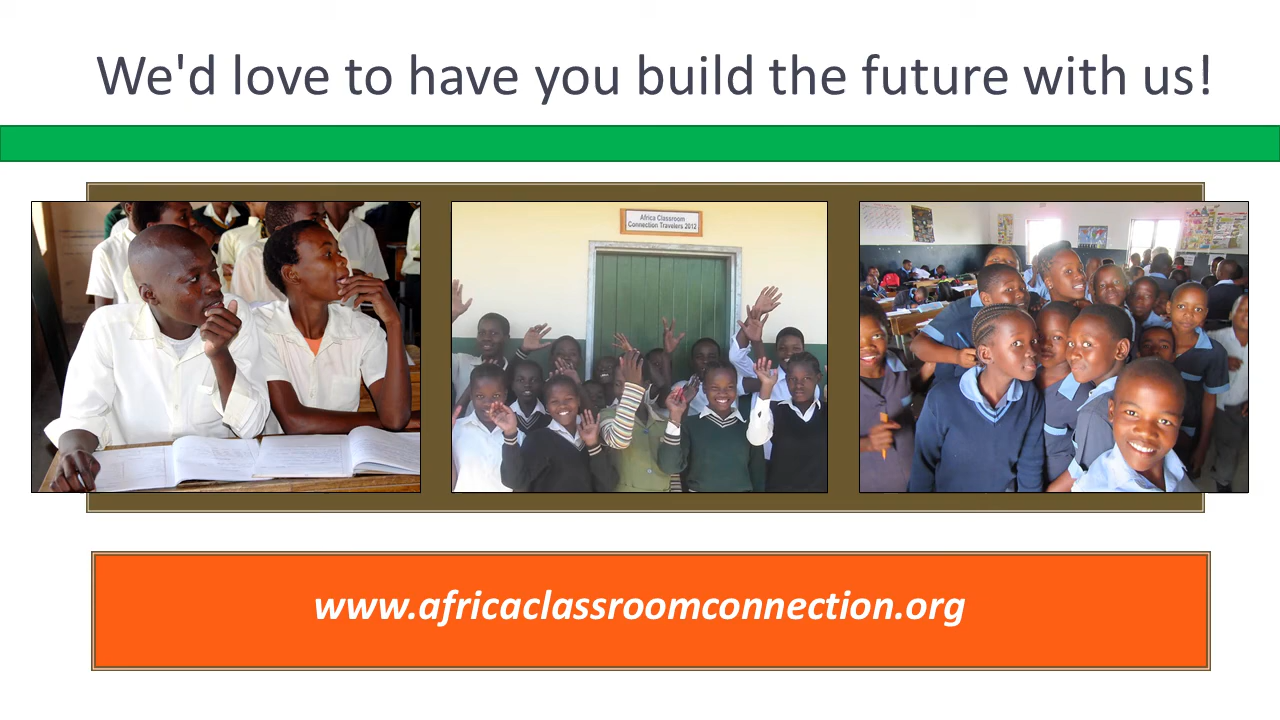 We'd love to have you build the future with us!
Africa Classroom
Connection Travelers 2012
www.africaclassroomconnection.org